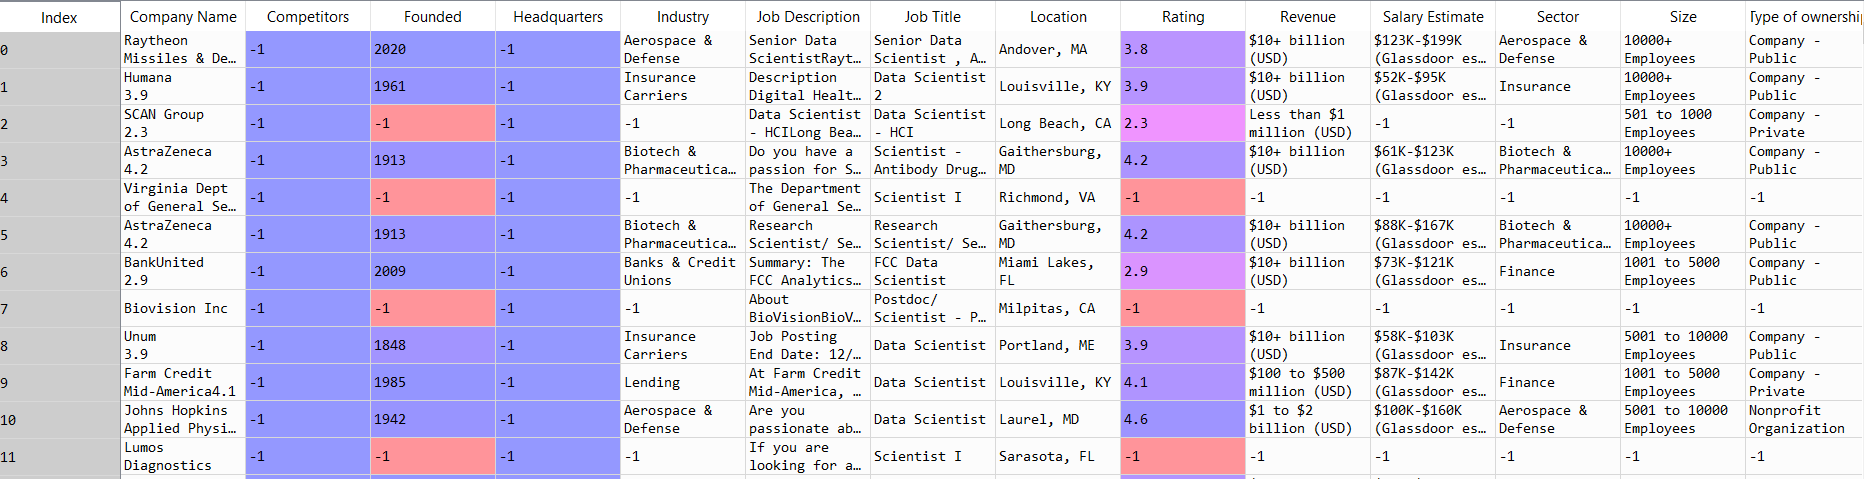 Index Company Name Competitors Founded Headquarters Industry Job Description Job Title Location Rating Revenue Salary Estimate Sector Size Type of ownershi
0 Raytheon Missiles & De… -1 2020 -1 Aerospace & Defense Senior Data ScientistRayt… Senior Data Scientist , A… Andover, MA 3.8 $10+ billion (USD) $123K-$199K (Glassdoor es… Aerospace & Defense 10000+ Employees Company - Public
1 Humana 3.9 -1 1961 -1 Insurance Carriers Description Digital Healt… Data Scientist 2 Louisville, KY 3.9 $10+ billion (USD) $52K-$95K (Glassdoor es… Insurance 10000+ Employees Company - Public
2 SCAN Group 2.3 -1 -1 -1 -1 Data Scientist - HCILong Bea… Data Scientist - HCI Long Beach, CA 2.3 Less than $1 million (USD) -1 -1 501 to 1000 Employees Company - Private
3 AstraZeneca 4.2 -1 1913 -1 Biotech & Pharmaceutica… Do you have a passion for S… Scientist - Antibody Drug… Gaithersburg, MD 4.2 $10+ billion (USD) $61K-$123K (Glassdoor es… Biotech & Pharmaceutica… 10000+ Employees Company - Public
4 Virginia Dept of General Se… -1 -1 -1 -1 The Department of General Se… Scientist I Richmond, VA -1 -1 -1 -1 -1 -1
5 AstraZeneca 4.2 -1 1913 -1 Biotech & Pharmaceutica… Research Scientist/ Se… Research Scientist/ Se… Gaithersburg, MD 4.2 $10+ billion (USD) $88K-$167K (Glassdoor es… Biotech & Pharmaceutica… 10000+ Employees Company - Public
6 BankUnited 2.9 -1 2009 -1 Banks & Credit Unions Summary: The FCC Analytics… FCC Data Scientist Miami Lakes, FL 2.9 $10+ billion (USD) $73K-$121K (Glassdoor es… Finance 1001 to 5000 Employees Company - Public
7 Biovision Inc -1 -1 -1 -1 About BioVisionBioV… Postdoc/ Scientist - P… Milpitas, CA -1 -1 -1 -1 -1 -1
8 Unum 3.9 -1 1848 -1 Insurance Carriers Job Posting End Date: 12/… Data Scientist Portland, ME 3.9 $10+ billion (USD) $58K-$103K (Glassdoor es… Insurance 5001 to 10000 Employees Company - Public
9 Farm Credit Mid-America4.1 -1 1985 -1 Lending At Farm Credit Mid-America, … Data Scientist Louisville, KY 4.1 $100 to $500 million (USD) $87K-$142K (Glassdoor es… Finance 1001 to 5000 Employees Company - Private
10 Johns Hopkins Applied Physi… -1 1942 -1 Aerospace & Defense Are you passionate ab… Data Scientist Laurel, MD 4.6 $1 to $2 billion (USD) $100K-$160K (Glassdoor es… Aerospace & Defense 5001 to 10000 Employees Nonprofit Organization
11 Lumos Diagnostics -1 -1 -1 -1 If you are looking for a… Scientist I Sarasota, FL -1 -1 -1 -1 -1 -1